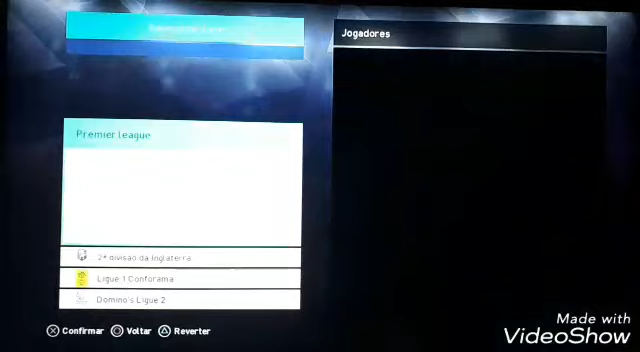 Jogadores
Premier league
2ª divisão da Inglaterra
Ligue 1 Conforama
Domino's Ligue 2
Confirmar Voltar Reverter
Made with
VideoShow